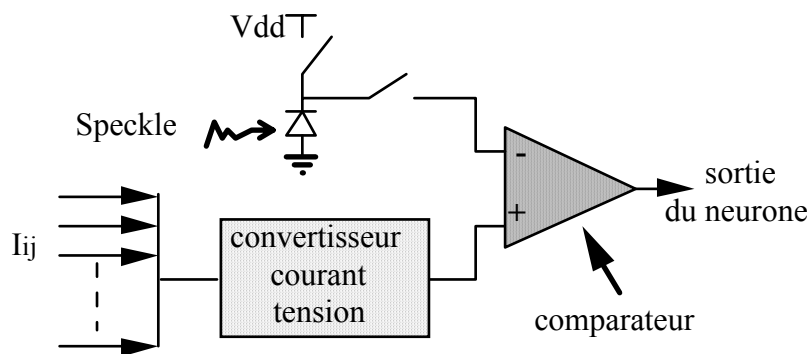 Vdd
Speckle
-
+
sortie
du neurone
Iij
convertisseur
courant
tension
comparateur